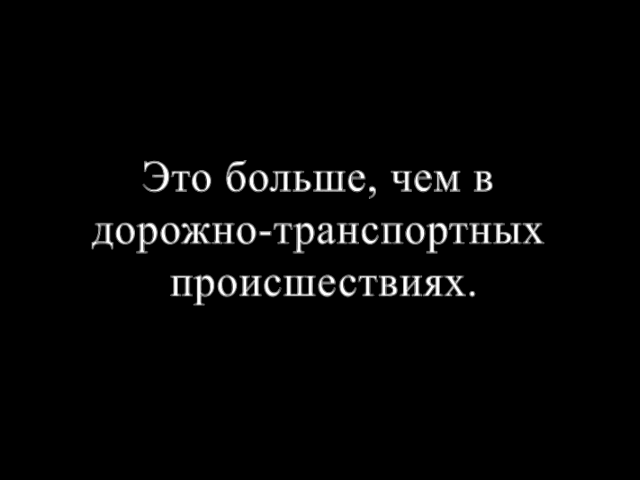 Это больше, чем в
дорожно-транспортных
происшествиях.